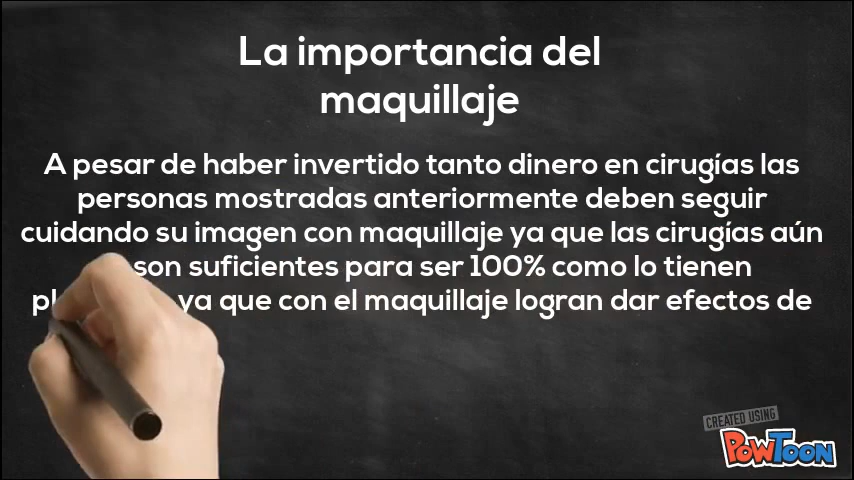 La importancia del
maquillaje
A pesar de haber invertido tanto dinero en cirugías las
personas mostradas anteriormente deben seguir
cuidando su imagen con maquillaje ya que las cirugías aún
son suficientes para ser 100% como lo tienen
ya que con el maquillaje logran dar efectos de
CREATED USING
POWTOON